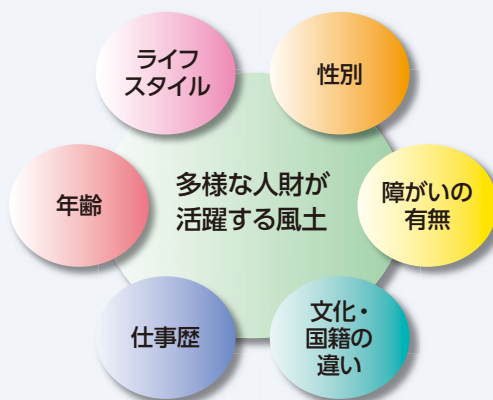 ライフ
スタイル
性別
年齢
多様な人財が
活躍する風土
障がいの
有無
仕事歴
文化・
国籍の
違い